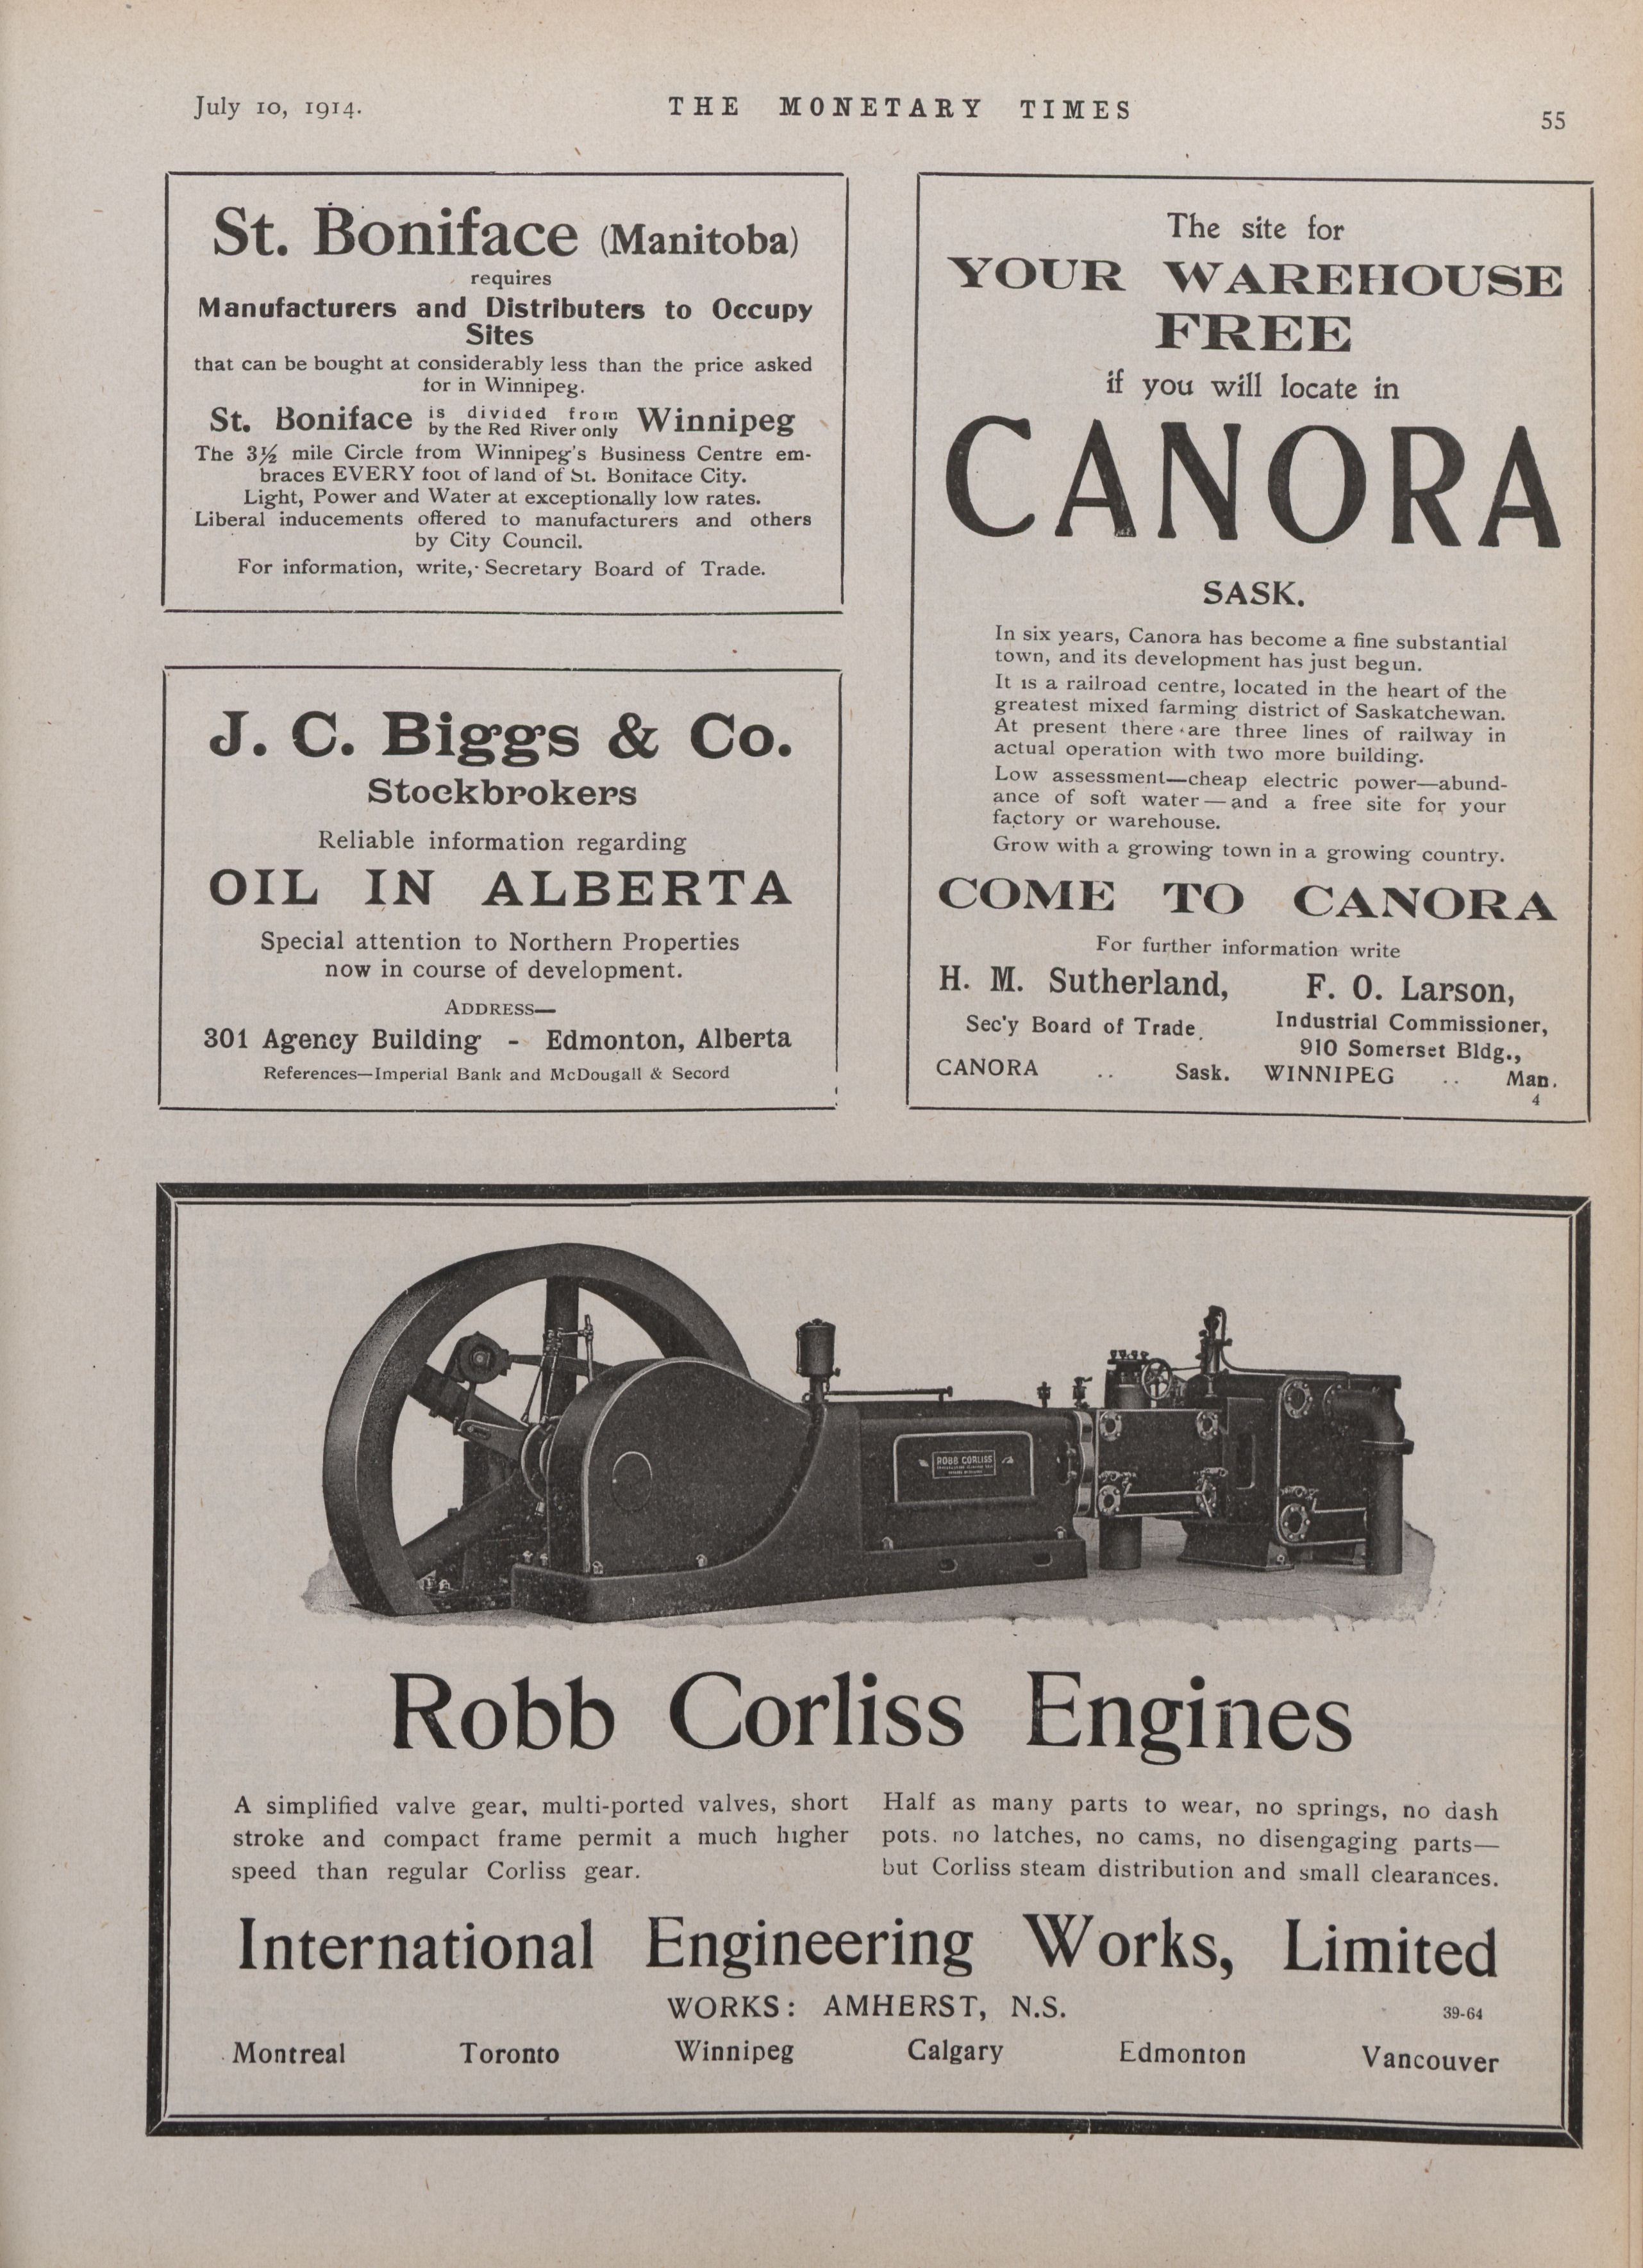 July 10, 1914.
THE MONETARY TIMES
55
St. Boniface (Manitoba)
requires
Manufacturers and Distributers to Occupy
Sites
that can be bought at considerably less than the price asked
for in Winnipeg.
St. Boniface is divided from by the Red River only Winnipeg
The 3½ mile Circle from Winnipeg's Business Centre em-
braces EVERY foot of land of St. Boniface City.
Light, Power and Water at exceptionally low rates.
Liberal inducements offered to manufacturers and others
by City Council.
For information, write, Secretary Board of Trade.
J. C. Biggs & Co.
Stockbrokers
Reliable information regarding
OIL IN ALBERTA
Special attention to Northern Properties
now in course of development.
ADDRESS—
301 Agency Building - Edmonton, Alberta
References—Imperial Bank and McDougall & Secord
The site for
YOUR WAREHOUSE
FREE
if you will locate in
CANORA
SASK.
In six years, Canora has become a fine substantial
town, and its development has just begun.
It is a railroad centre, located in the heart of the
greatest mixed farming district of Saskatchewan.
At present there are three lines of railway in
actual operation with two more building.
Low assessment—cheap electric power—abund-
ance of soft water—and a free site for your
factory or warehouse.
Grow with a growing town in a growing country.
COME TO CANORA
For further information write
H. M. Sutherland,
Sec'y Board of Trade,
CANORA .. Sask.
F. O. Larson,
Industrial Commissioner,
910 Somerset Bldg.,
WINNIPEG .. Man.
4
ROBB CORLISS
Robb Corliss Engines
A simplified valve gear, multi-ported valves, short
stroke and compact frame permit a much higher
speed than regular Corliss gear.
Half as many parts to wear, no springs, no dash
pots, no latches, no cams, no disengaging parts—
but Corliss steam distribution and small clearances.
International Engineering Works, Limited
WORKS: AMHERST, N.S.
39-64
Montreal Toronto Winnipeg Calgary Edmonton Vancouver